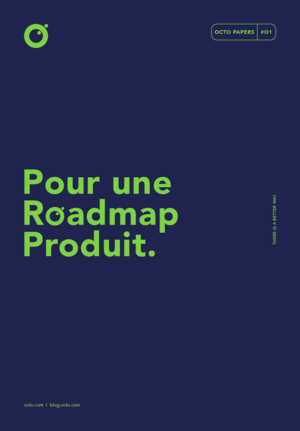 OCTO PAPERS #01
Pour une
Roadmap
Produit.
THERE IS A BETTER WAY
octo.com | blog.octo.com